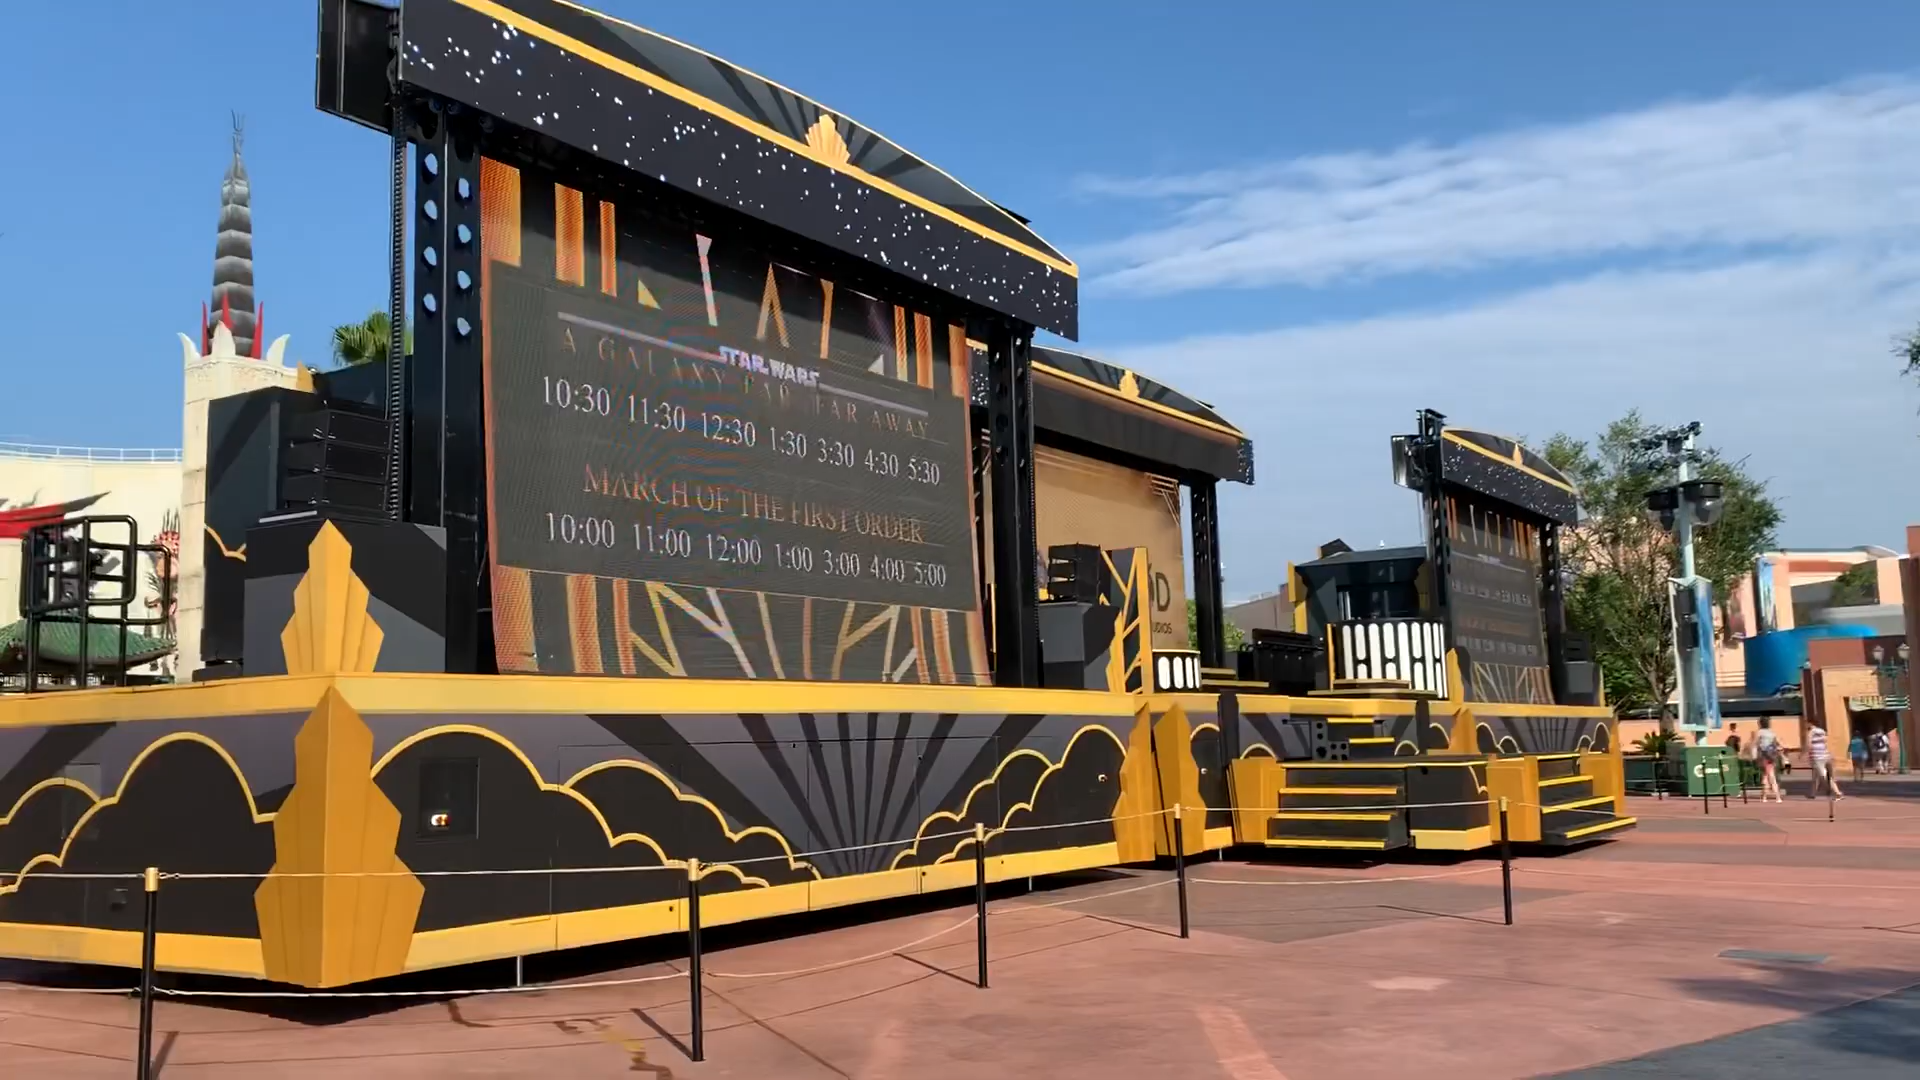 STAR WARS
A GALAXY FAR, FAR AWAY
10:30 11:30 12:30 1:30 3:30 4:30 5:30
MARCH OF THE FIRST ORDER
10:00 11:00 12:00 1:00 3:00 4:00 5:00